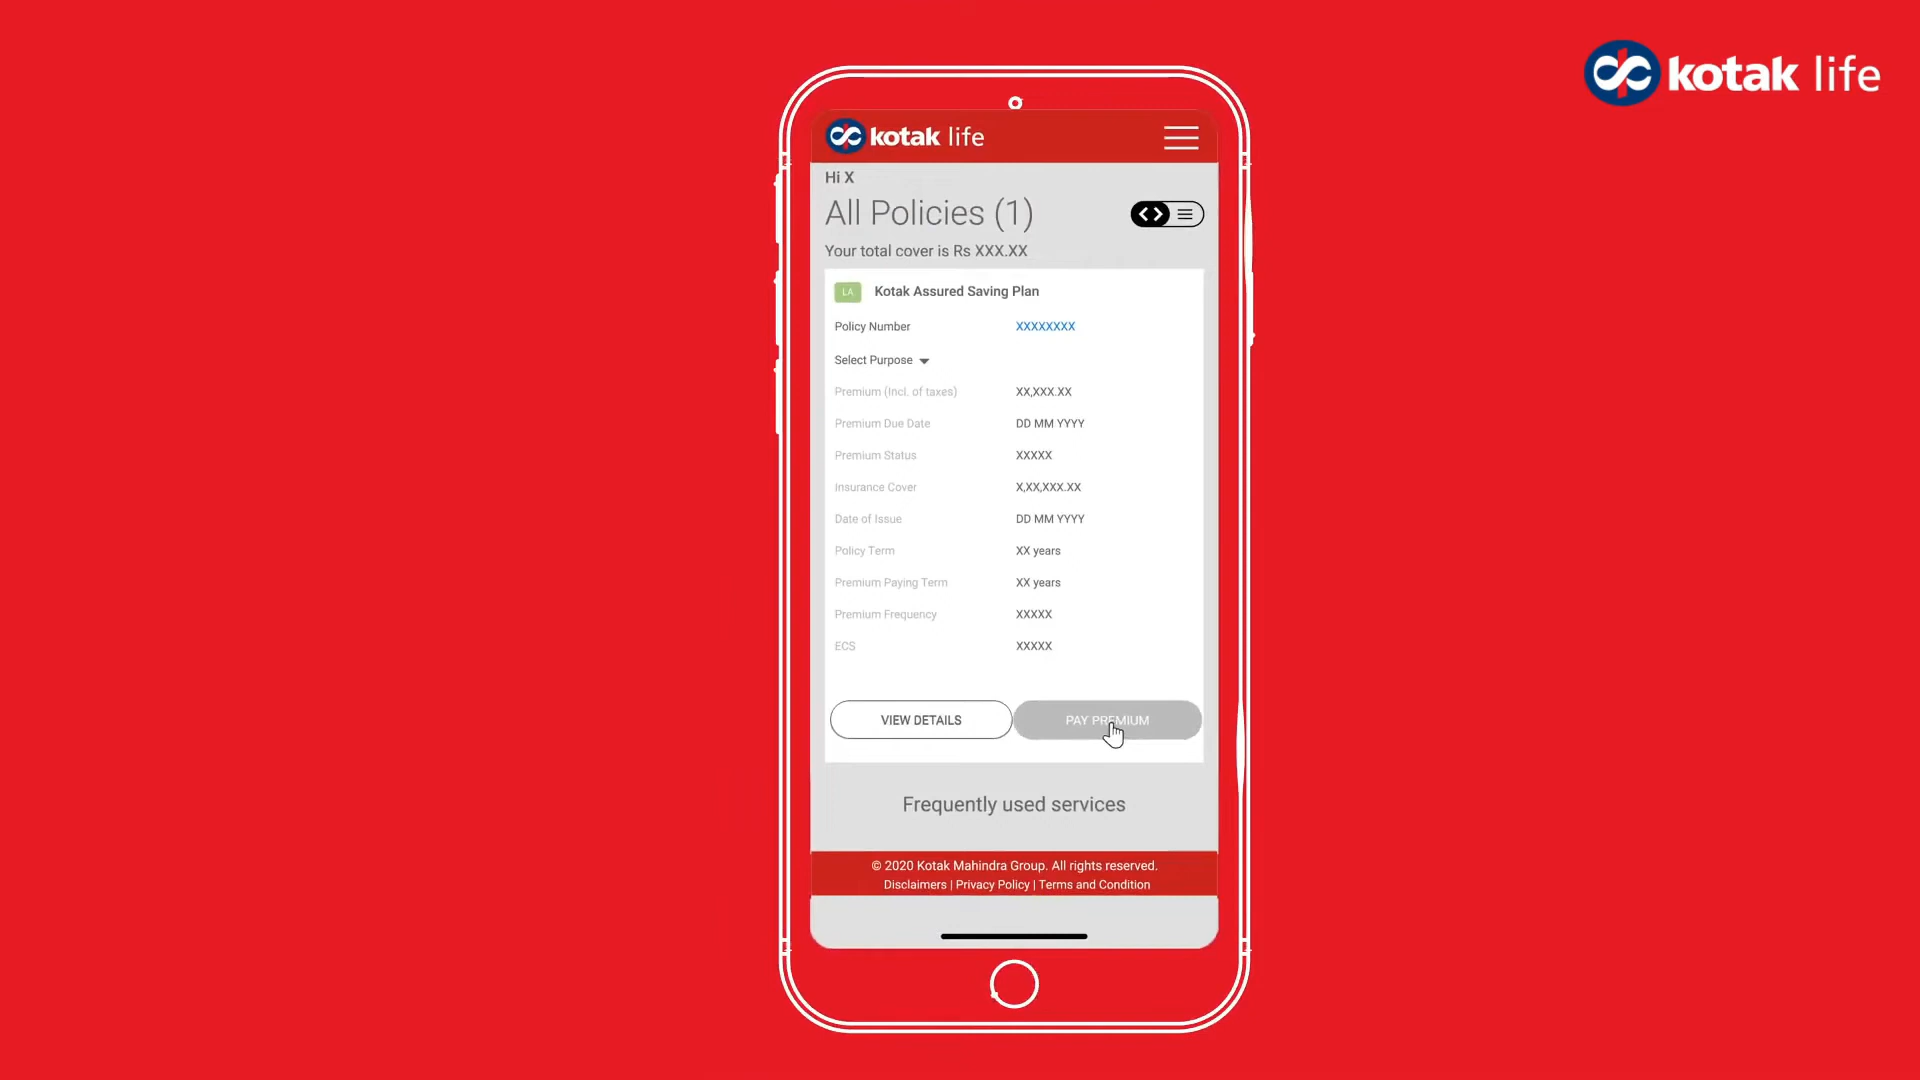 kotak life
kotak life
Hi X
All Policies (1)
Your total cover is Rs XXX.XX
LA Kotak Assured Saving Plan
Policy Number XXXXXXXX
Select Purpose
Premium (Incl. of taxes) XX,XXX.XX
Premium Due Date DD MM YYYY
Premium Status XXXXX
Insurance Cover X,XX,XXX.XX
Date of Issue DD MM YYYY
Policy Term XX years
Premium Paying Term XX years
Premium Frequency XXXXX
ECS XXXXX
VIEW DETAILS PAY PREMIUM
Frequently used services
© 2020 Kotak Mahindra Group. All rights reserved.
Disclaimers | Privacy Policy | Terms and Condition